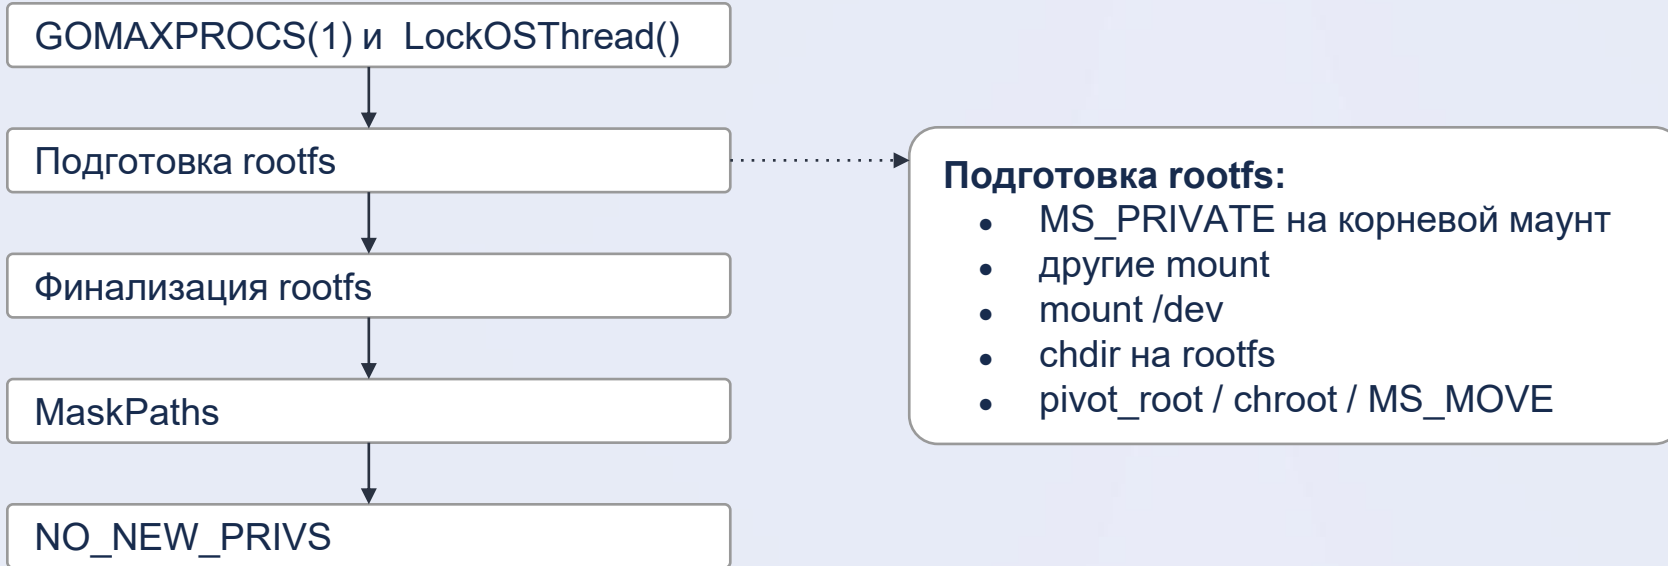 GOMAXPROCS(1) и LockOSThread()
Подготовка rootfs
Финализация rootfs
MaskPaths
NO_NEW_PRIVS
Подготовка rootfs:
● MS_PRIVATE на корневой маунт
● другие mount
● mount /dev
● chdir на rootfs
● pivot_root / chroot / MS_MOVE